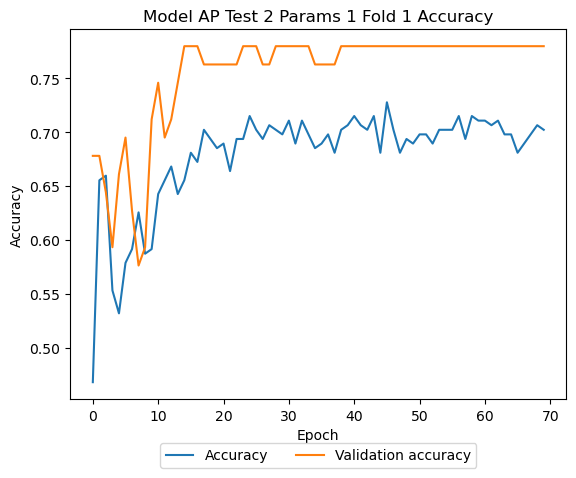 Model AP Test 2 Params 1 Fold 1 Accuracy
Accuracy
0.75
0.70
0.65
0.60
0.55
0.50
0 10 20 30 40 50 60 70
Epoch
Accuracy Validation accuracy